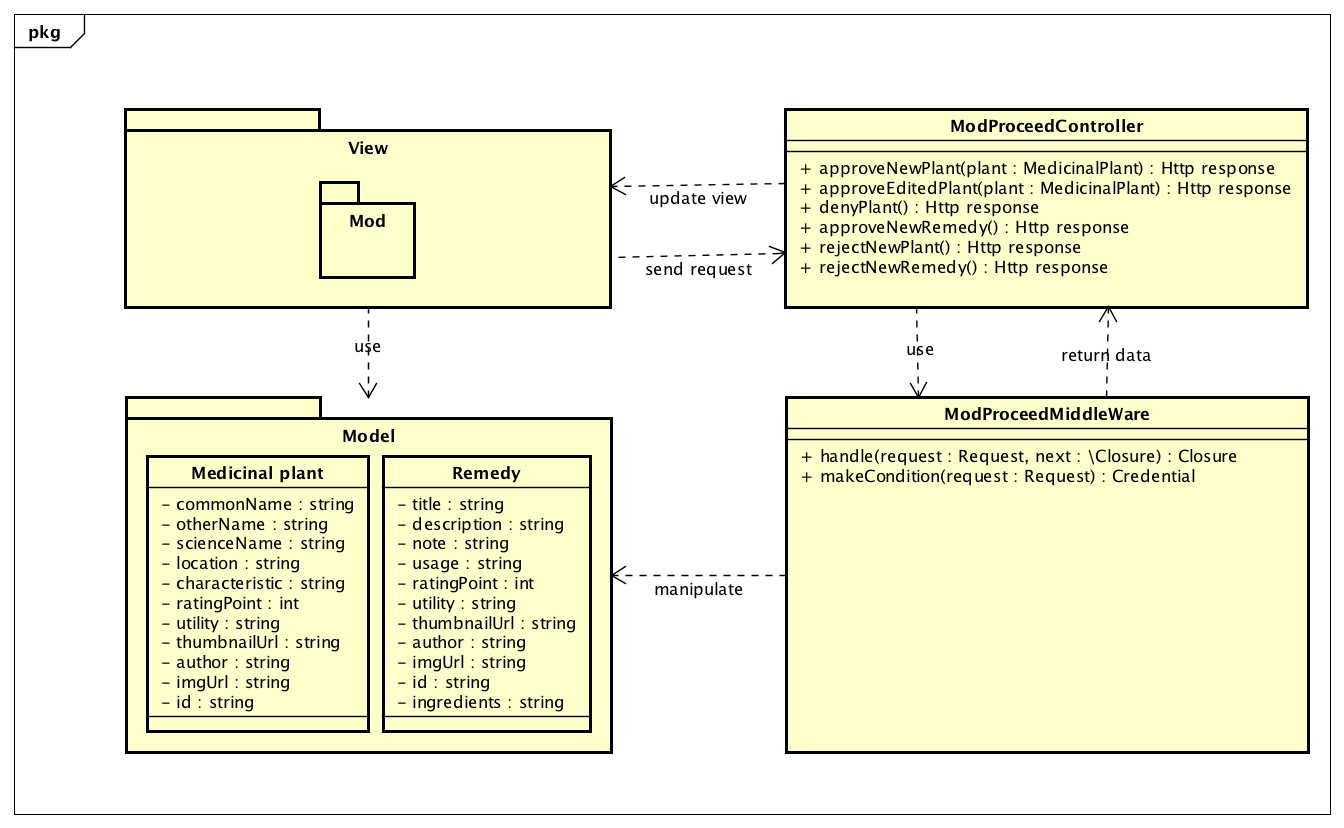 pkg
View
Mod
update view
send request
ModProceedController
+ approveNewPlant(plant : MedicinalPlant) : Http response
+ approveEditedPlant(plant : MedicinalPlant) : Http response
+ denyPlant() : Http response
+ approveNewRemedy() : Http response
+ rejectNewPlant() : Http response
+ rejectNewRemedy() : Http response
use
use
return data
Model
Medicinal plant
- commonName : string
- otherName : string
- scienceName : string
- location : string
- characteristic : string
- ratingPoint : int
- utility : string
- thumbnailUrl : string
- author : string
- imgUrl : string
- id : string
Remedy
- title : string
- description : string
- note : string
- usage : string
- ratingPoint : int
- utility : string
- thumbnailUrl : string
- author : string
- imgUrl : string
- id : string
- ingredients : string
manipulate
ModProceedMiddleWare
+ handle(request : Request, next : \Closure) : Closure
+ makeCondition(request : Request) : Credential